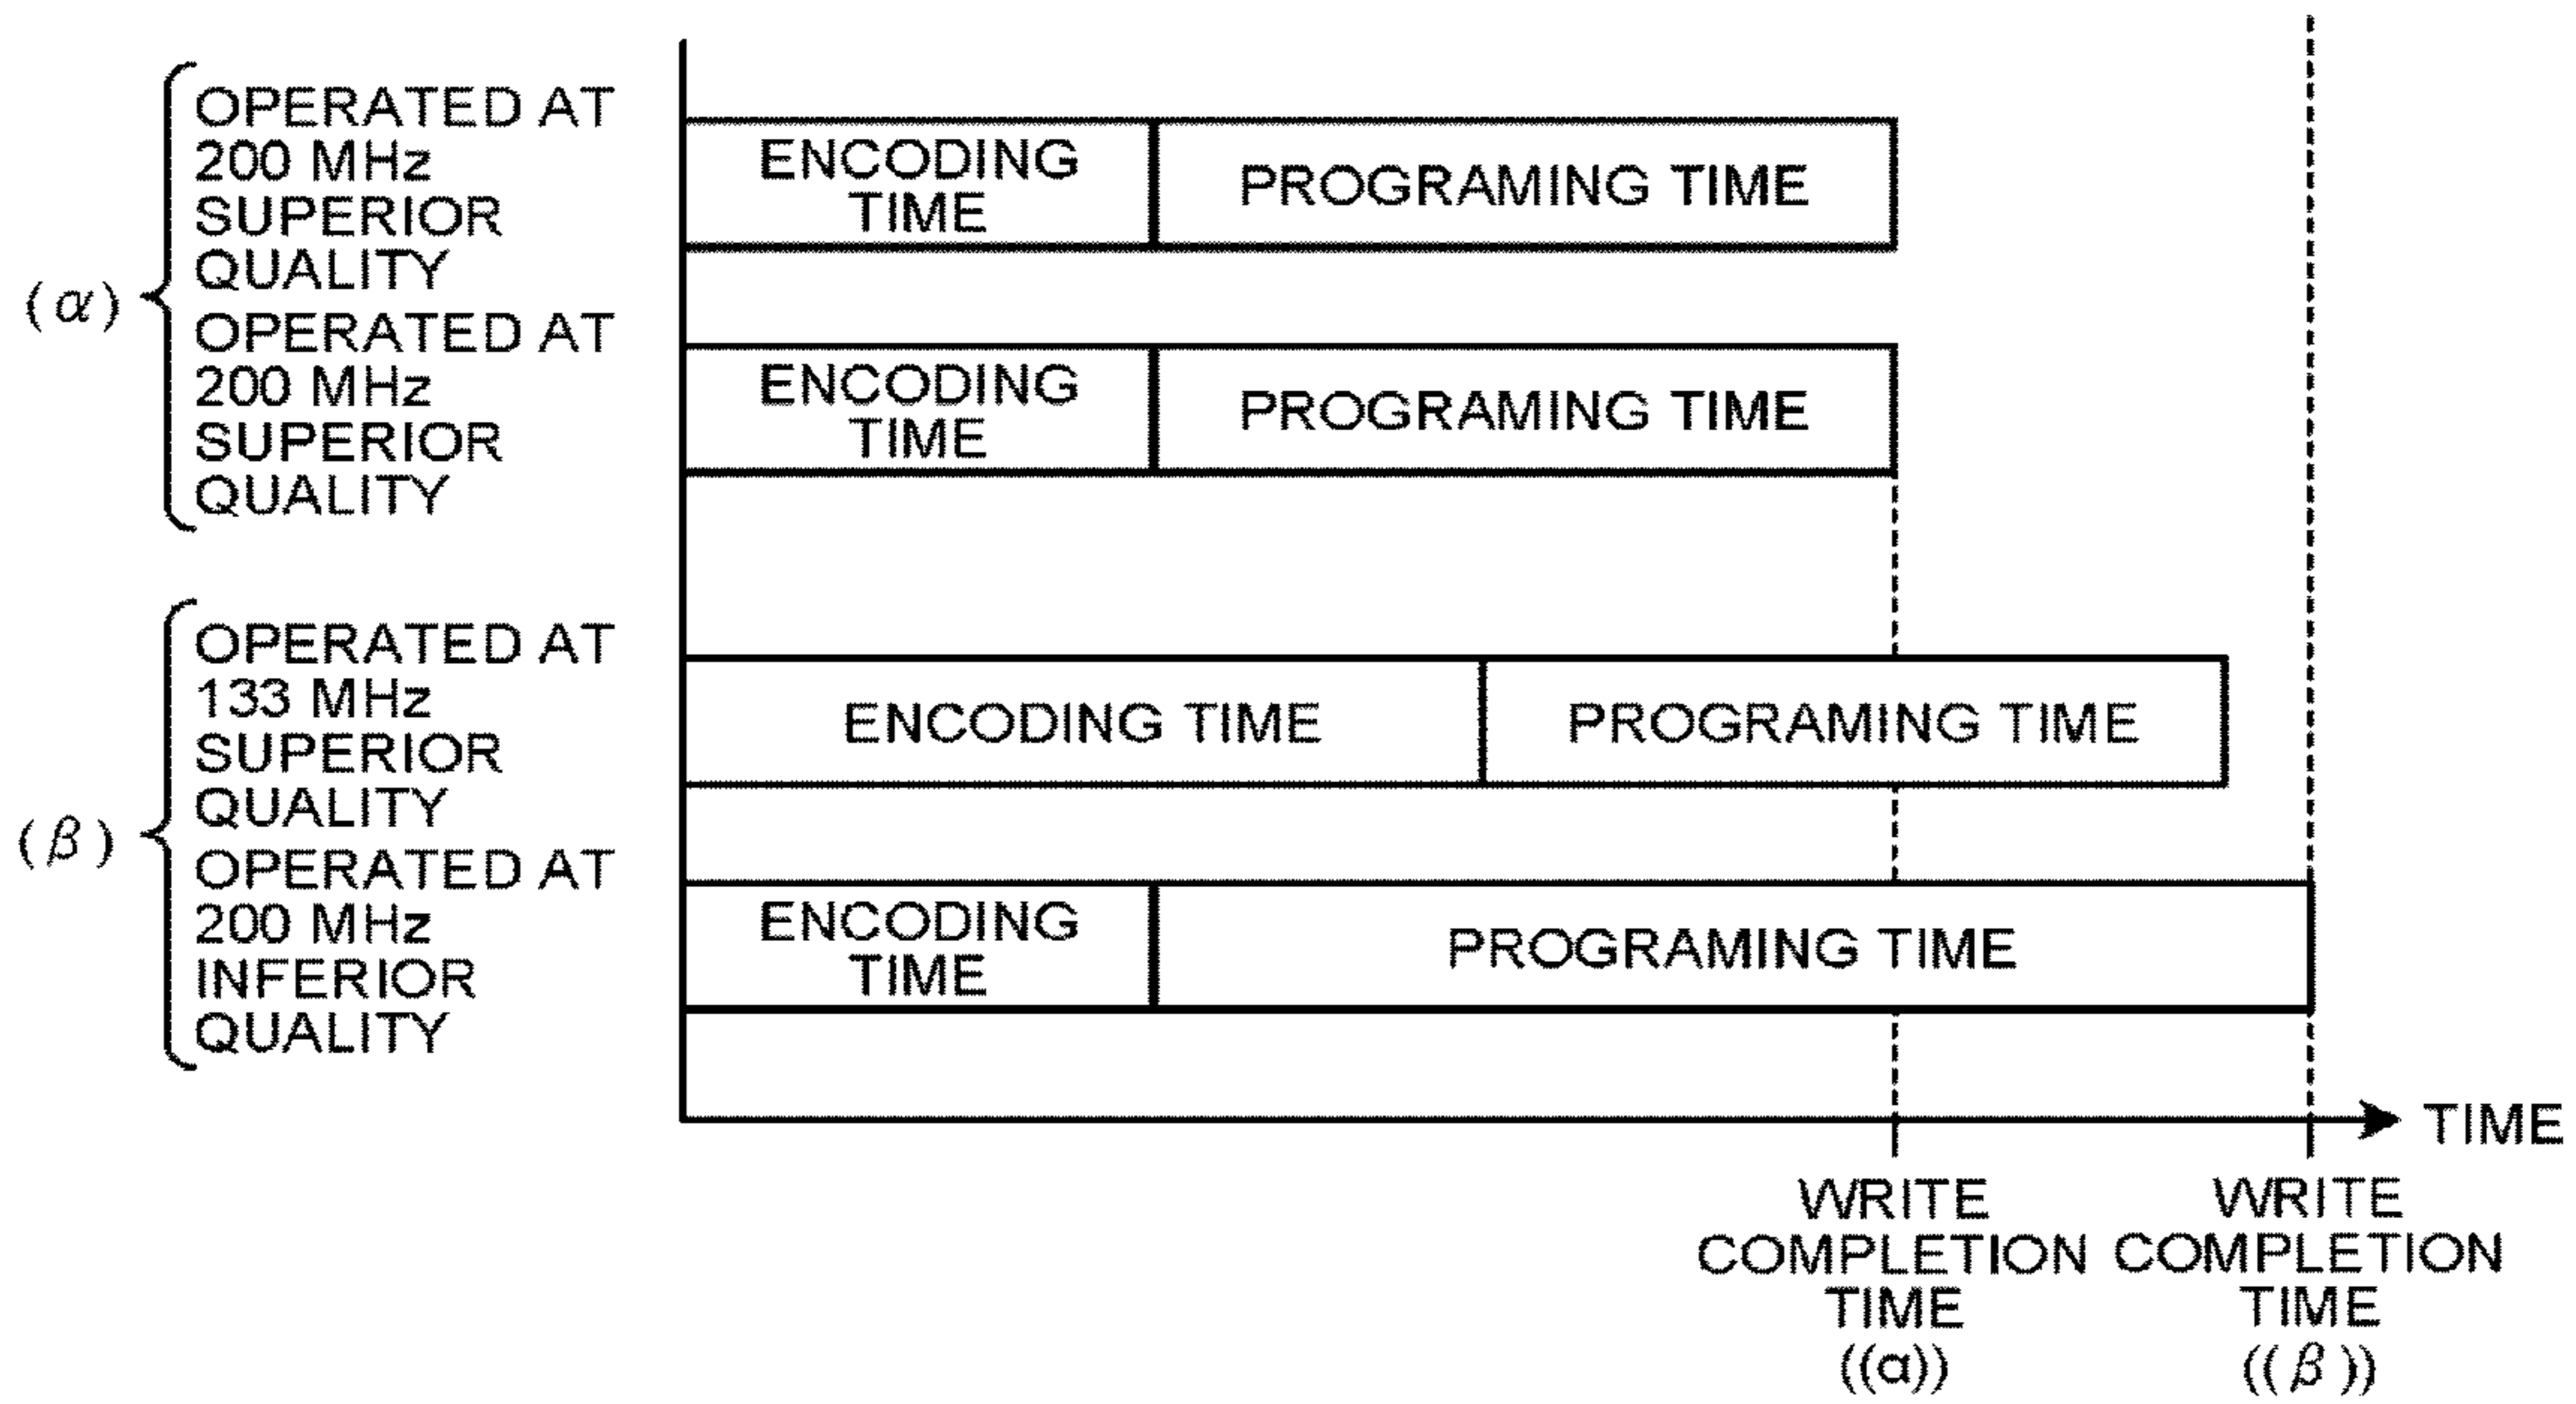 OPERATED AT
200 MHz
SUPERIOR
QUALITY
(α)
OPERATED AT
200 MHz
SUPERIOR
QUALITY
ENCODING
TIME
PROGRAMING TIME
ENCODING
TIME
PROGRAMING TIME
OPERATED AT
133 MHz
SUPERIOR
QUALITY
(β)
OPERATED AT
200 MHz
INFERIOR
QUALITY
ENCODING TIME
PROGRAMING TIME
ENCODING
TIME
PROGRAMING TIME
TIME
WRITE
COMPLETION
TIME
((α))
WRITE
COMPLETION
TIME
((β))